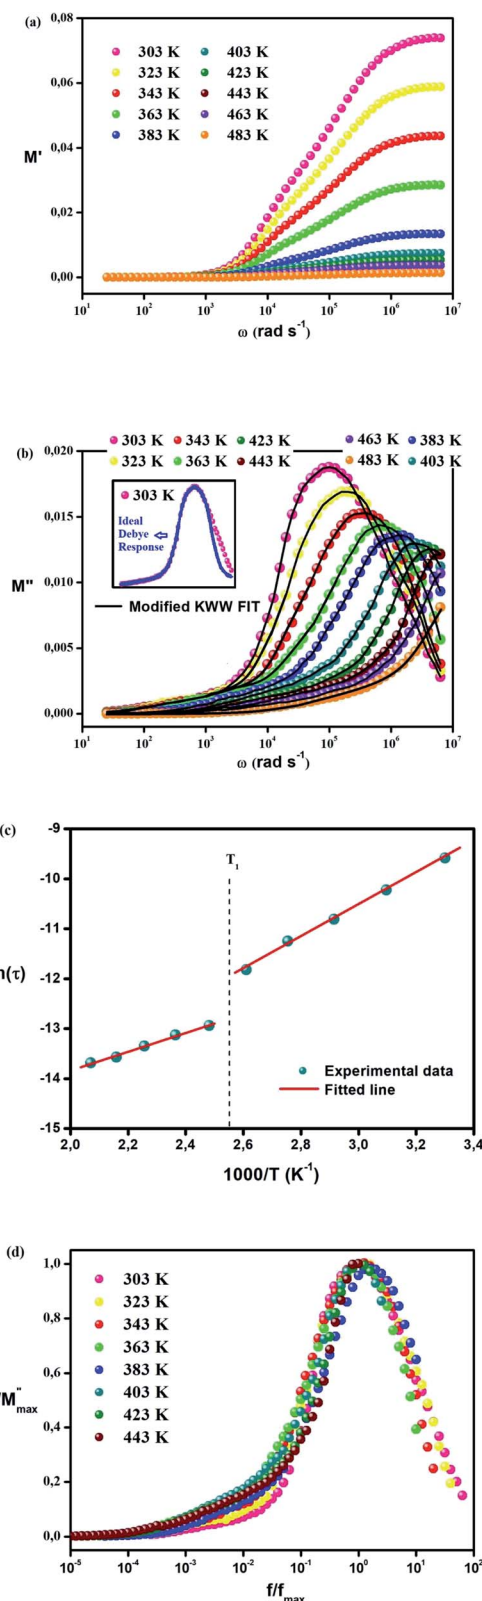 (a)
0,08
0,06
M'
0,04
0,02
0,00
303 K 403 K
323 K 423 K
343 K 443 K
363 K 463 K
383 K 483 K
10¹ 10² 10³ 10⁴ 10⁵ 10⁶ 10⁷
ω (rad s⁻¹)
(b)
303 K 343 K 423 K 463 K 383 K
323 K 363 K 443 K 483 K 403 K
0,020
0,015
M"
0,010
0,005
0,000
303 K
Ideal
Debye
Response
Modified KWW FIT
10¹ 10² 10³ 10⁴ 10⁵ 10⁶ 10⁷
ω (rad s⁻¹)
(c)
-9
-10
-11
-12
-13
-14
-15
T₁
n(τ)
Experimental data
Fitted line
2,0 2,2 2,4 2,6 2,8 3,0 3,2 3,4
1000/T (K⁻¹)
(d)
1,0
0,8
0,6
0,4
0,2
0,0
303 K
323 K
343 K
363 K
383 K
403 K
423 K
443 K
M"max
10⁻⁵ 10⁻⁴ 10⁻³ 10⁻² 10⁻¹ 10⁰ 10¹ 10²
f/fmax